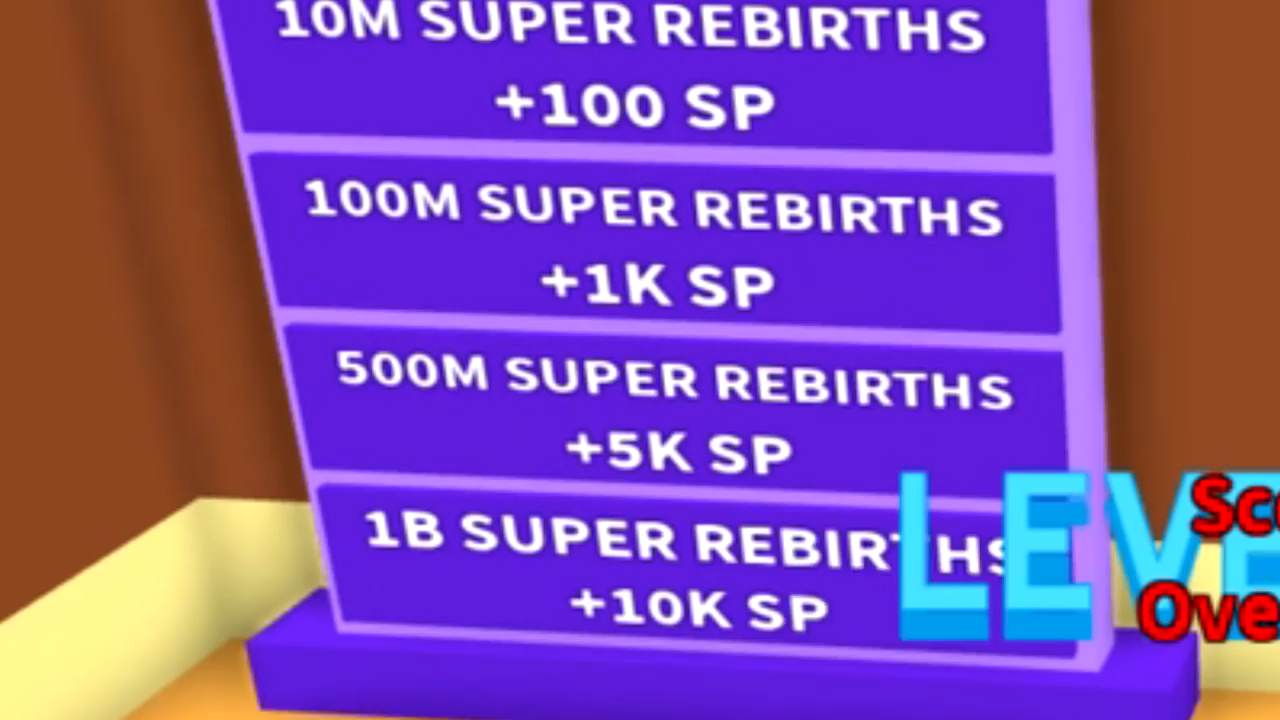 10M SUPER REBIRTHS
+100 SP
100M SUPER REBIRTHS
+1K SP
500M SUPER REBIRTHS
+5K SP
1B SUPER REBIRTHS
+10K SP